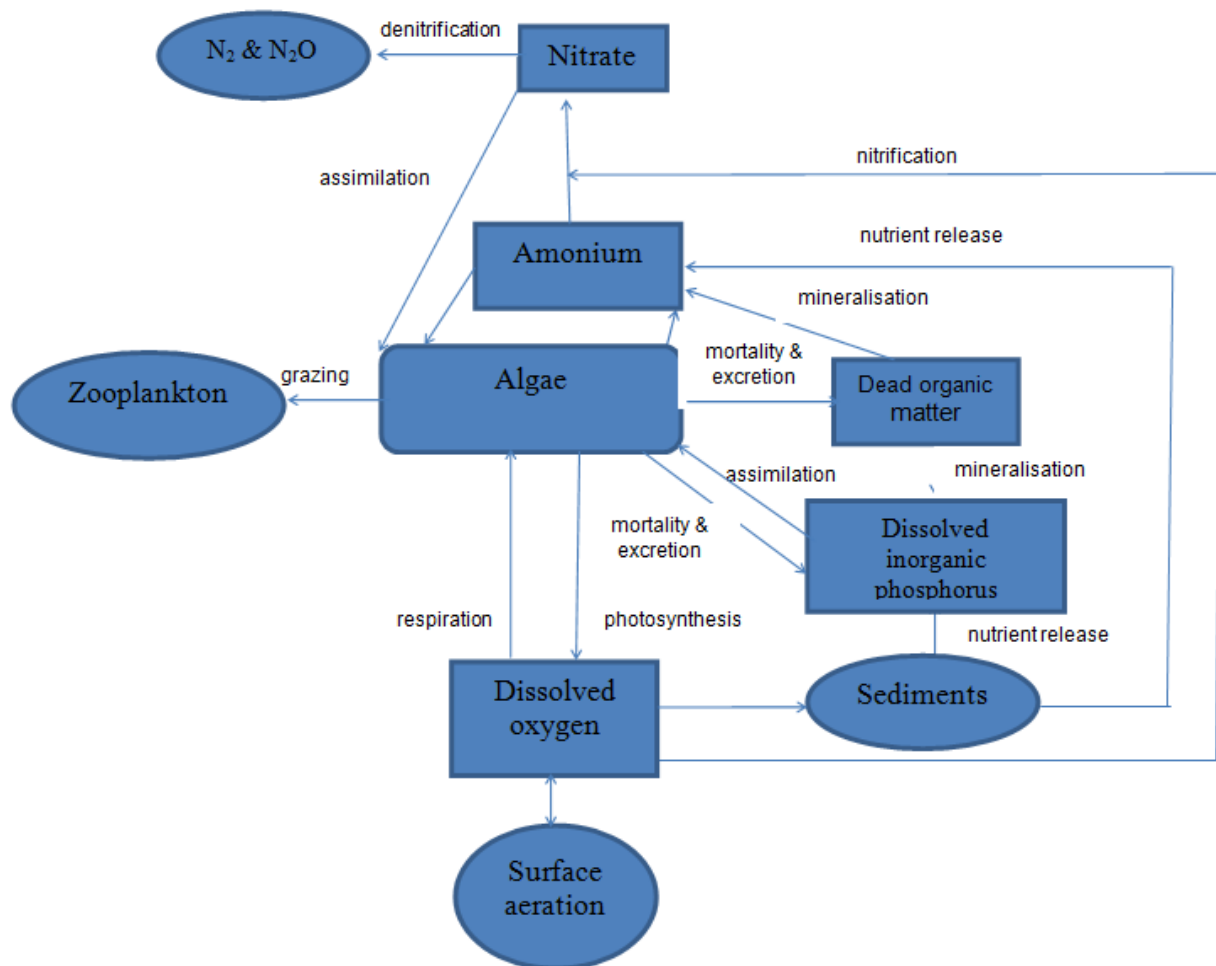 denitrification
N₂ & N₂O
Nitrate
nitrification
assimilation
nutrient release
Amonium
mineralisation
mortality &
excretion
Algae
grazing
Zooplankton
Dead organic
matter
assimilation
mineralisation
mortality &
excretion
Dissolved
inorganic
phosphorus
respiration
photosynthesis
nutrient release
Dissolved
oxygen
Sediments
Surface
aeration